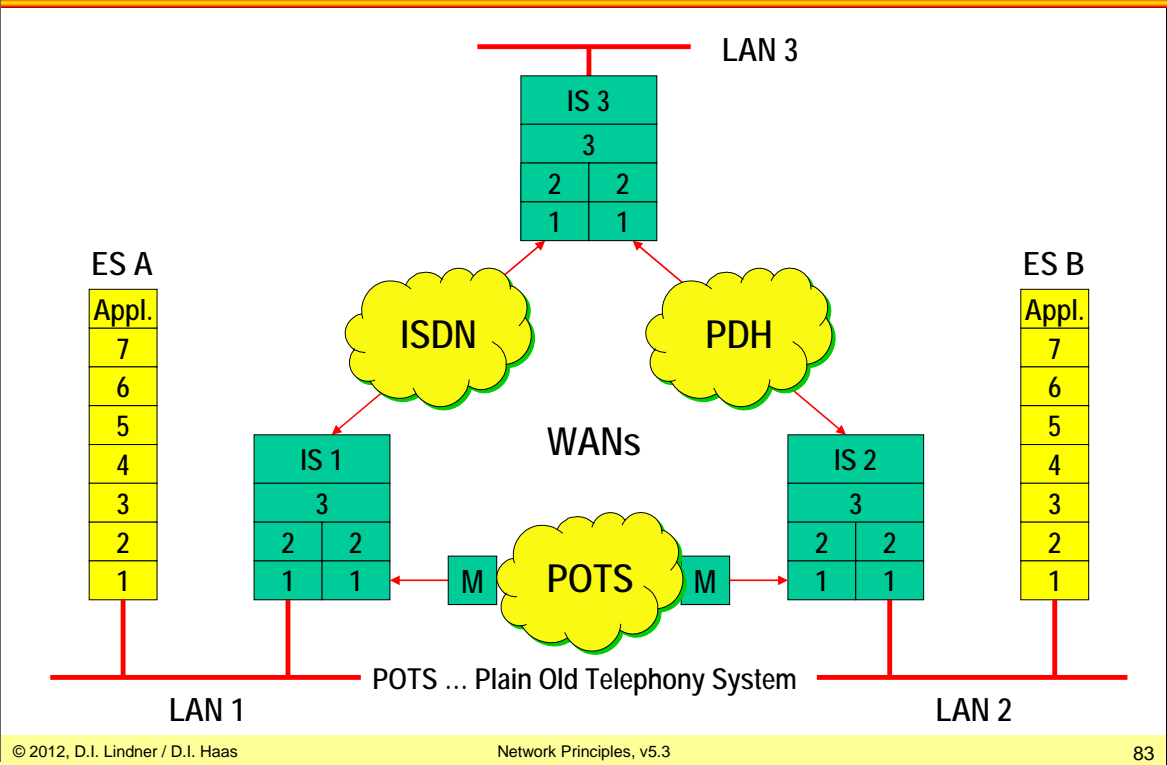 LAN 3
IS 3
3
2 2
1 1
ES A
Appl.
7
6
5
4
3
2
1
ISDN
PDH
ES B
Appl.
7
6
5
4
3
2
1
WANs
IS 1
3
2 2
1 1
M
POTS
M
IS 2
3
2 2
1 1
POTS ... Plain Old Telephony System
LAN 1
LAN 2
© 2012, D.I. Lindner / D.I. Haas
Network Principles, v5.3
83